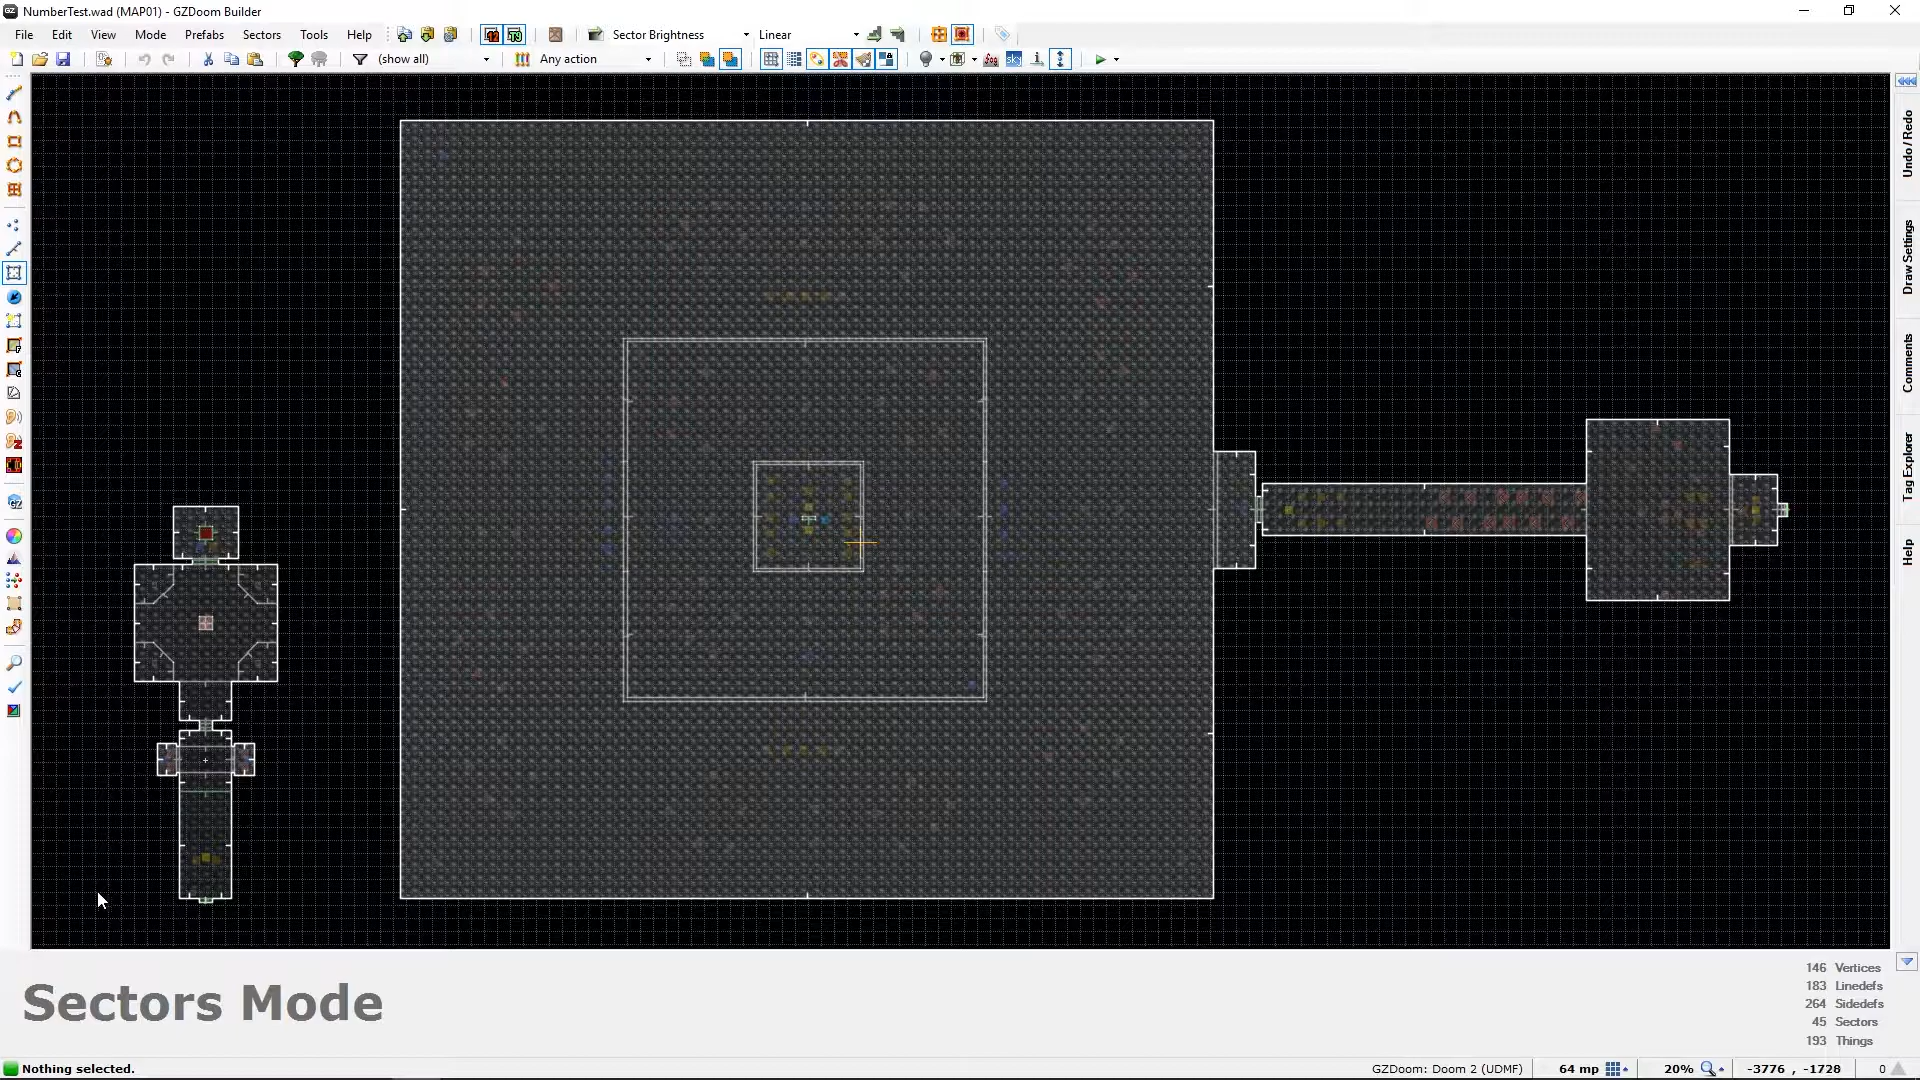 NumberTest.wad (MAP01) - GZDoom Builder
File Edit View Mode Prefabs Sectors Tools Help Sector Brightness Linear
(show all) Any action sky
Undo / Redo
Draw Settings
Comments
Tag Explorer
Help
Sectors Mode
146 Vertices
183 Linedefs
264 Sidedefs
45 Sectors
193 Things
Nothing selected. GZDoom: Doom 2 (UDMF) 64 mp 20% -3776 , -1728 0